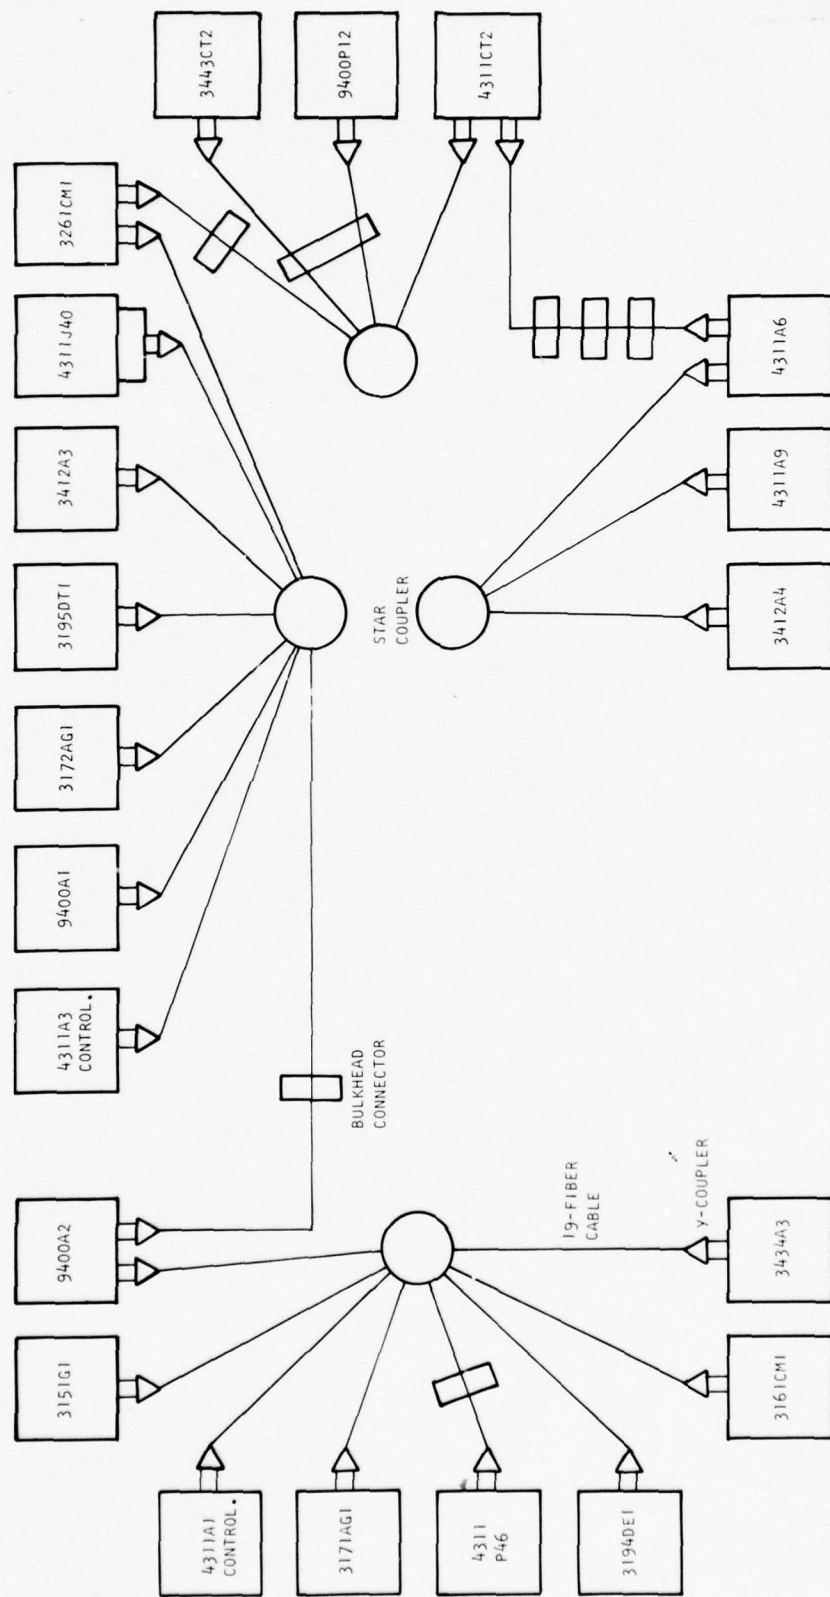 3151G1
9400A2
4311A3
CONTROL.
9400A1
3172AG1
3195DT1
3412A3
4311J40
3261CM1
4311A1
CONTROL.
3443CT2
3171AG1
9400P12
BULKHEAD
CONNECTOR
STAR
COUPLER
4311
P46
4311CT2
3194DE1
19-FIBER
CABLE
Y-COUPLER
3161CM1
3434A3
3412A4
4311A9
4311A6